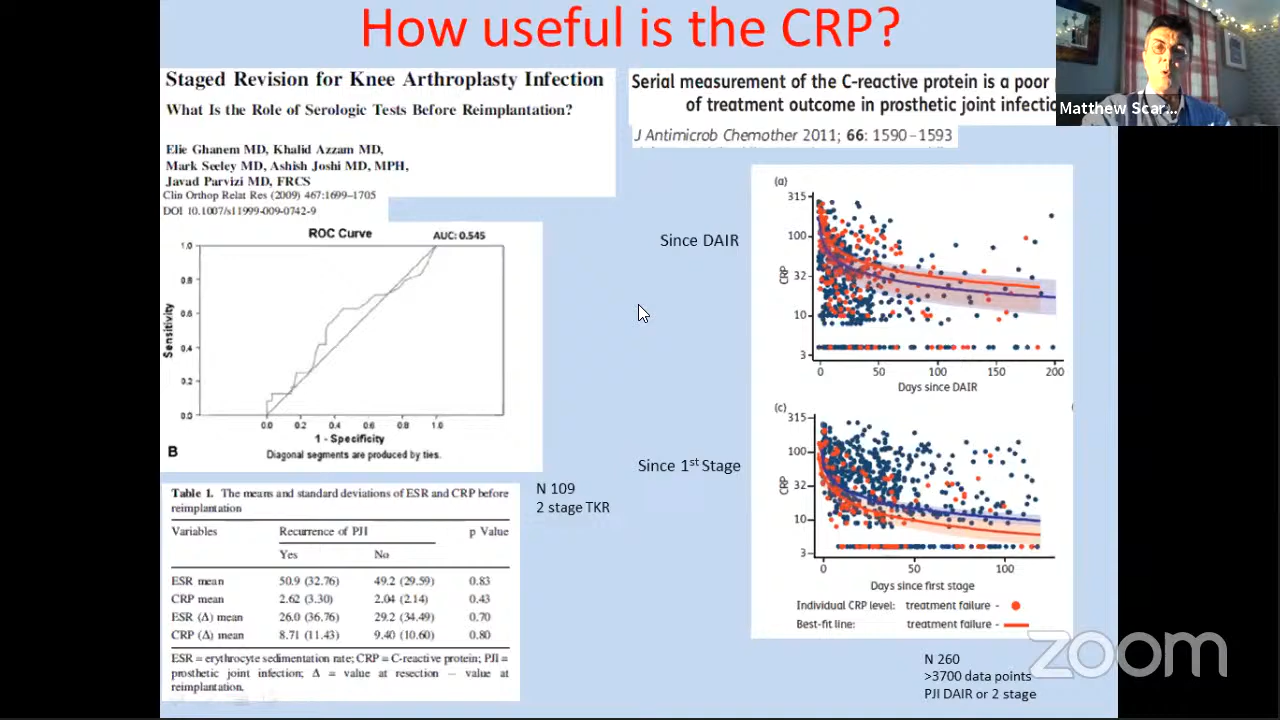 How useful is the CRP?
Staged Revision for Knee Arthroplasty Infection
What Is the Role of Serologic Tests Before Reimplantation?
Elie Ghanem MD, Khalid Azzam MD,
Mark Seeley MD, Ashish Joshi MD, MPH,
Javad Parvizi MD, FRCS
Clin Orthop Relat Res (2009) 467:1699–1705
DOI 10.1007/s11999-009-0742-9
ROC Curve
AUC: 0.545
1.0
0.8
0.6
0.4
0.2
0.0
Sensitivity
0.0 0.2 0.4 0.6 0.8 1.0
1 - Specificity
B
Diagonal segments are produced by ties.
Table 1. The means and standard deviations of ESR and CRP before
reimplantation
Variables Recurrence of PJI p Value
Yes No
ESR mean 50.9 (32.76) 49.2 (29.59) 0.83
CRP mean 2.62 (3.30) 2.04 (2.14) 0.43
ESR (Δ) mean 26.0 (36.76) 29.2 (34.49) 0.70
CRP (Δ) mean 8.71 (11.43) 9.40 (10.60) 0.80
ESR = erythrocyte sedimentation rate; CRP = C-reactive protein; PJI =
prosthetic joint infection; Δ = value at resection − value at
reimplantation.
N 109
2 stage TKR
Serial measurement of the C-reactive protein is a poor
of treatment outcome in prosthetic joint infectio
J Antimicrob Chemother 2011; 66: 1590–1593
Matthew Scar...
Since DAIR
(a)
315
100
32
10
3
CRP
0 50 100 150 200
Days since DAIR
Since 1st Stage
(c)
315
100
32
10
3
CRP
0 50 100
Days since first stage
Individual CRP level: treatment failure -
Best-fit line: treatment failure -
N 260
>3700 data points
PJI DAIR or 2 stage
zoom